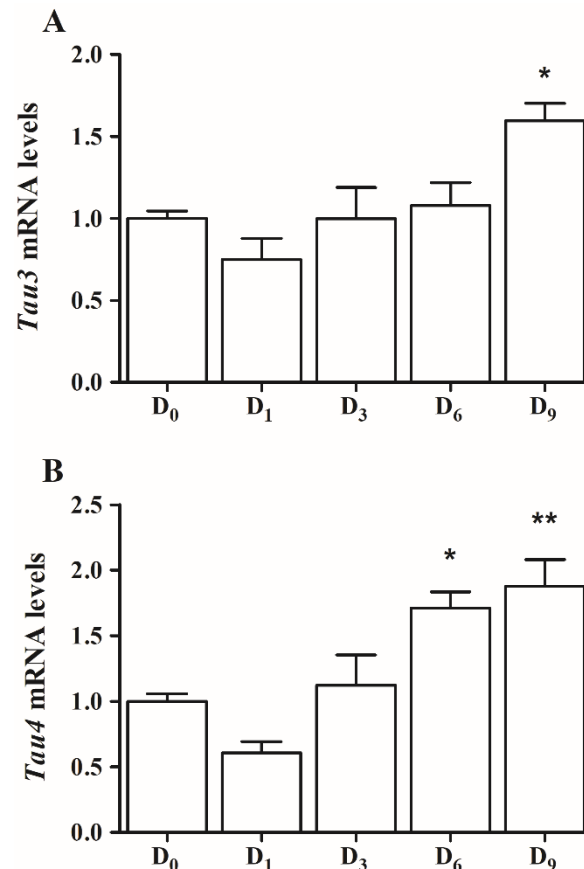 A
Tau3 mRNA levels
2.0
1.5
1.0
0.5
0.0
*
D₀ D₁ D₃ D₆ D₉
B
Tau4 mRNA levels
2.5
2.0
1.5
1.0
0.5
0.0
* **
D₀ D₁ D₃ D₆ D₉